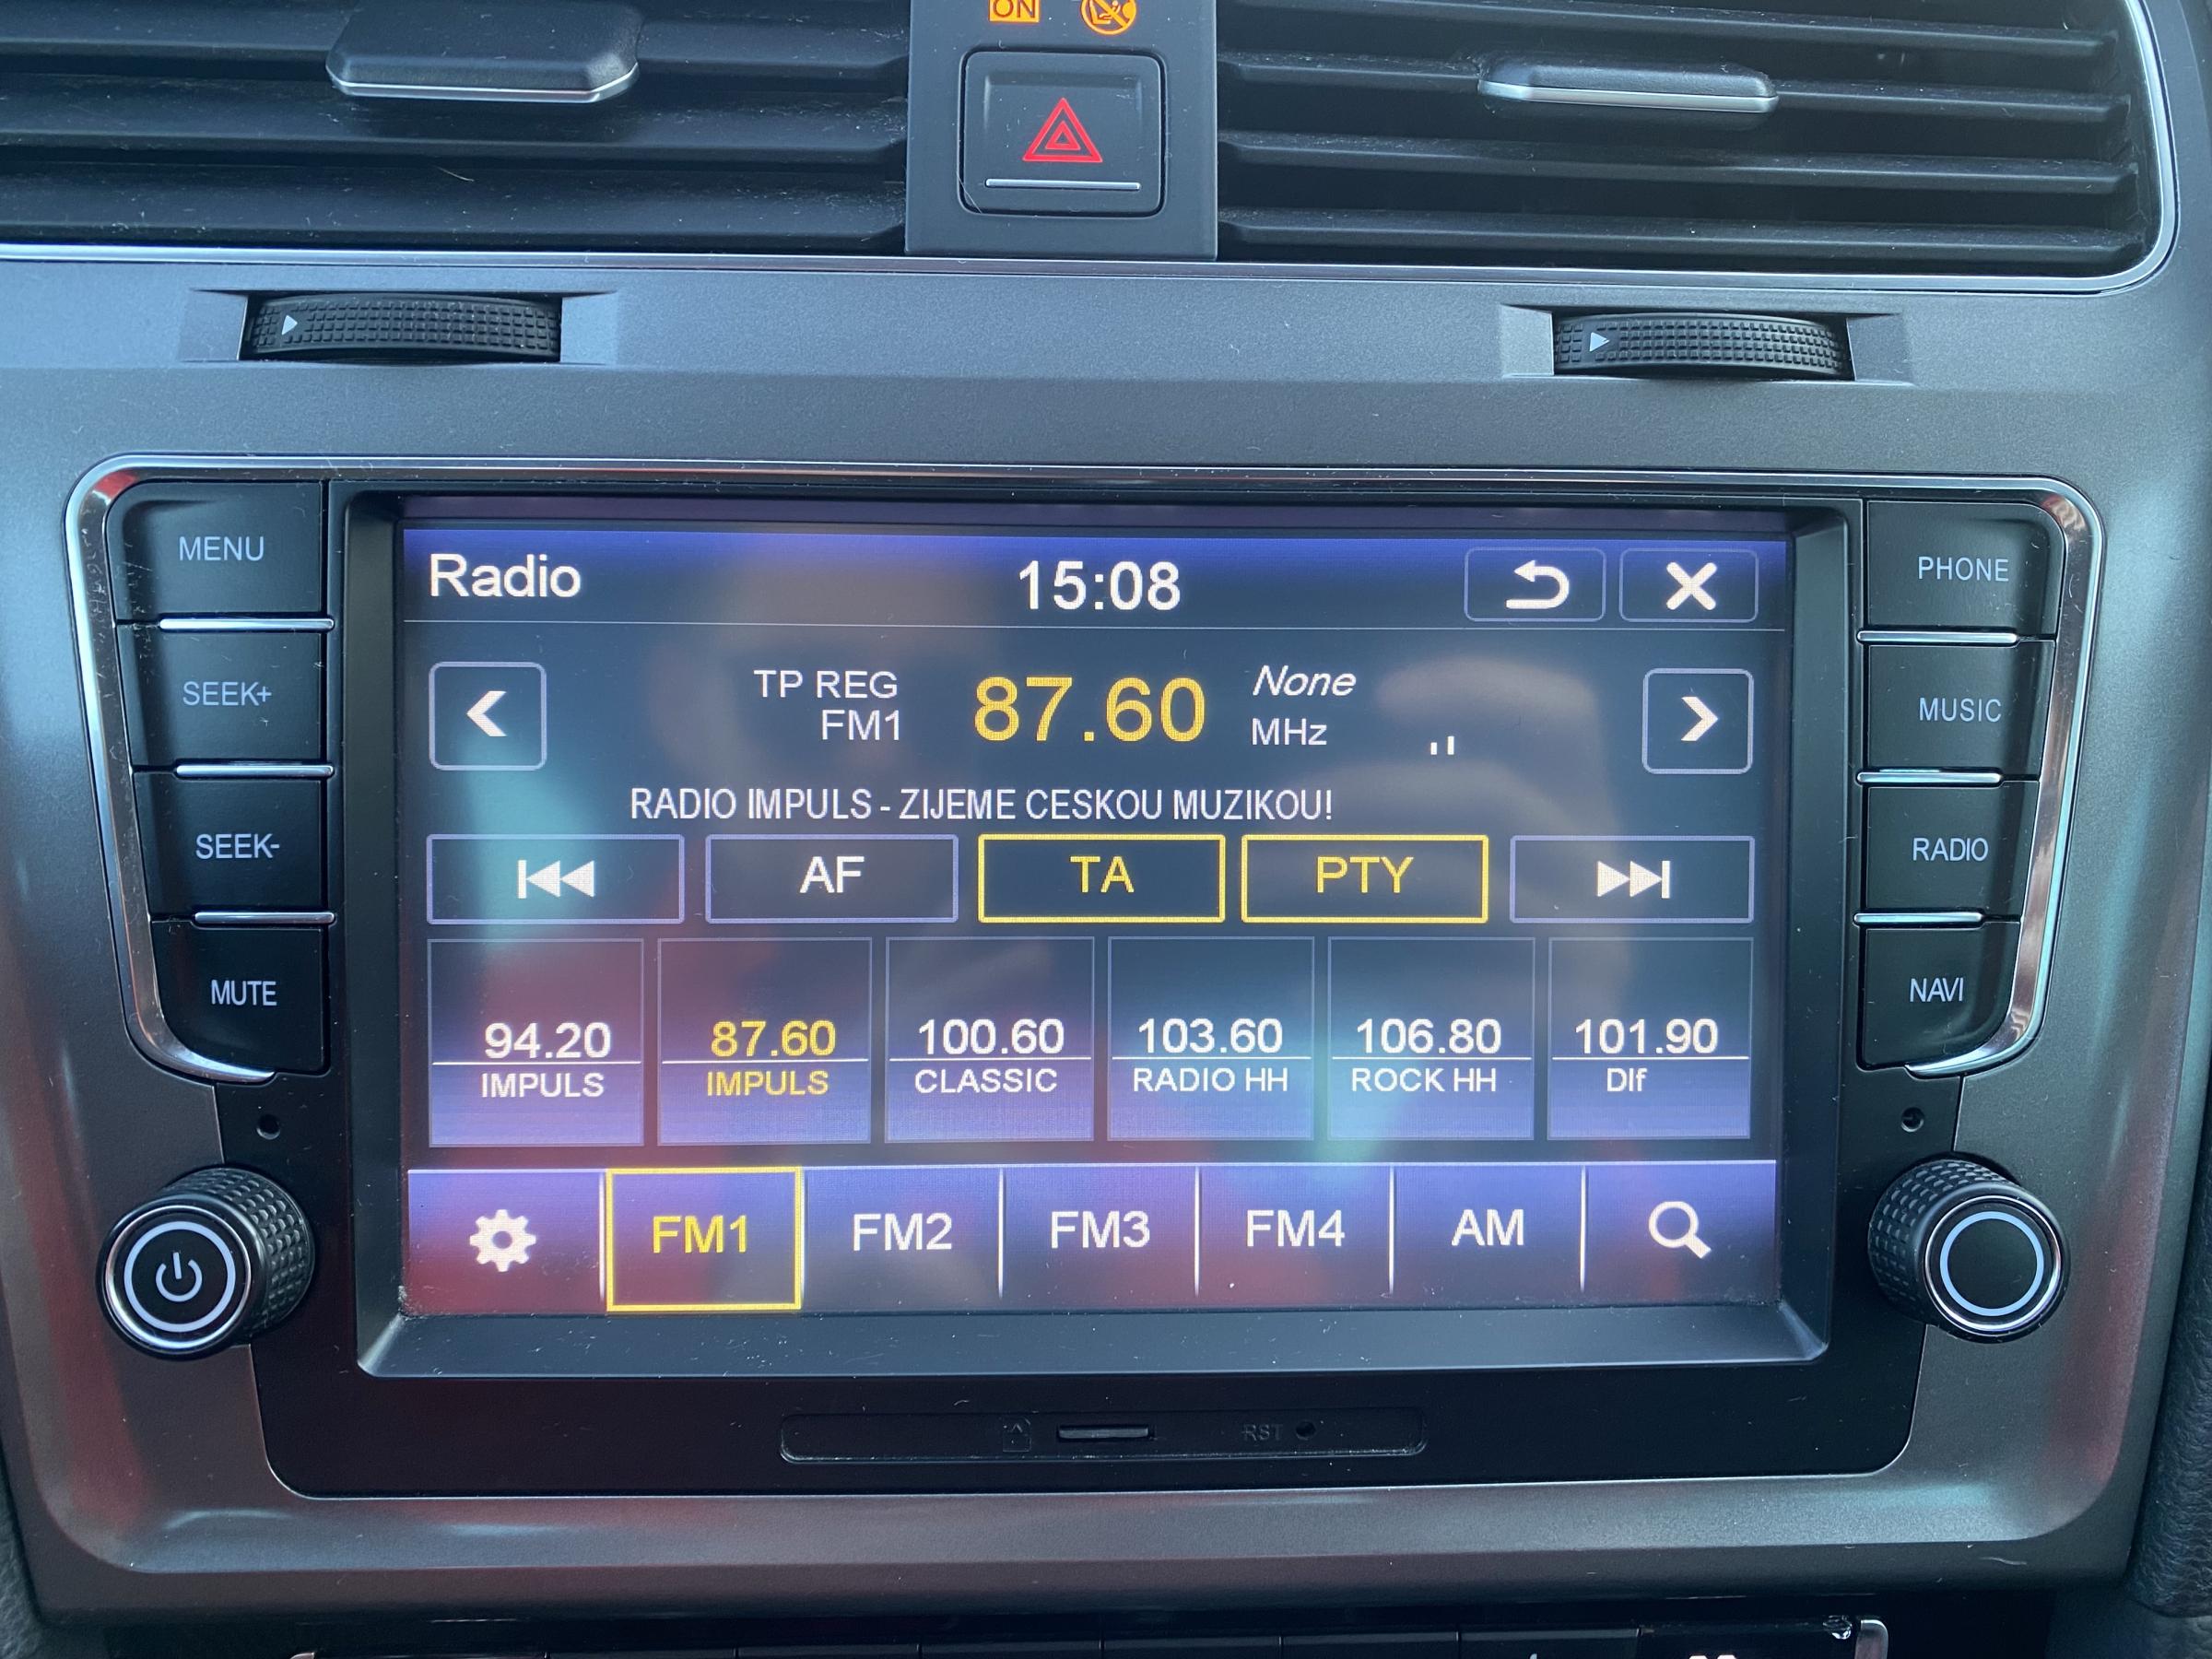 ON
MENU
SEEK+
SEEK-
MUTE
Radio 15:08
TP REG 87.60 None
FM1 MHz
RADIO IMPULS - ZIJEME CESKOU MUZIKOU!
AF TA PTY
94.20 87.60 100.60 103.60 106.80 101.90
IMPULS IMPULS CLASSIC RADIO HH ROCK HH Dlf
FM1 FM2 FM3 FM4 AM
PHONE
MUSIC
RADIO
NAVI
RST